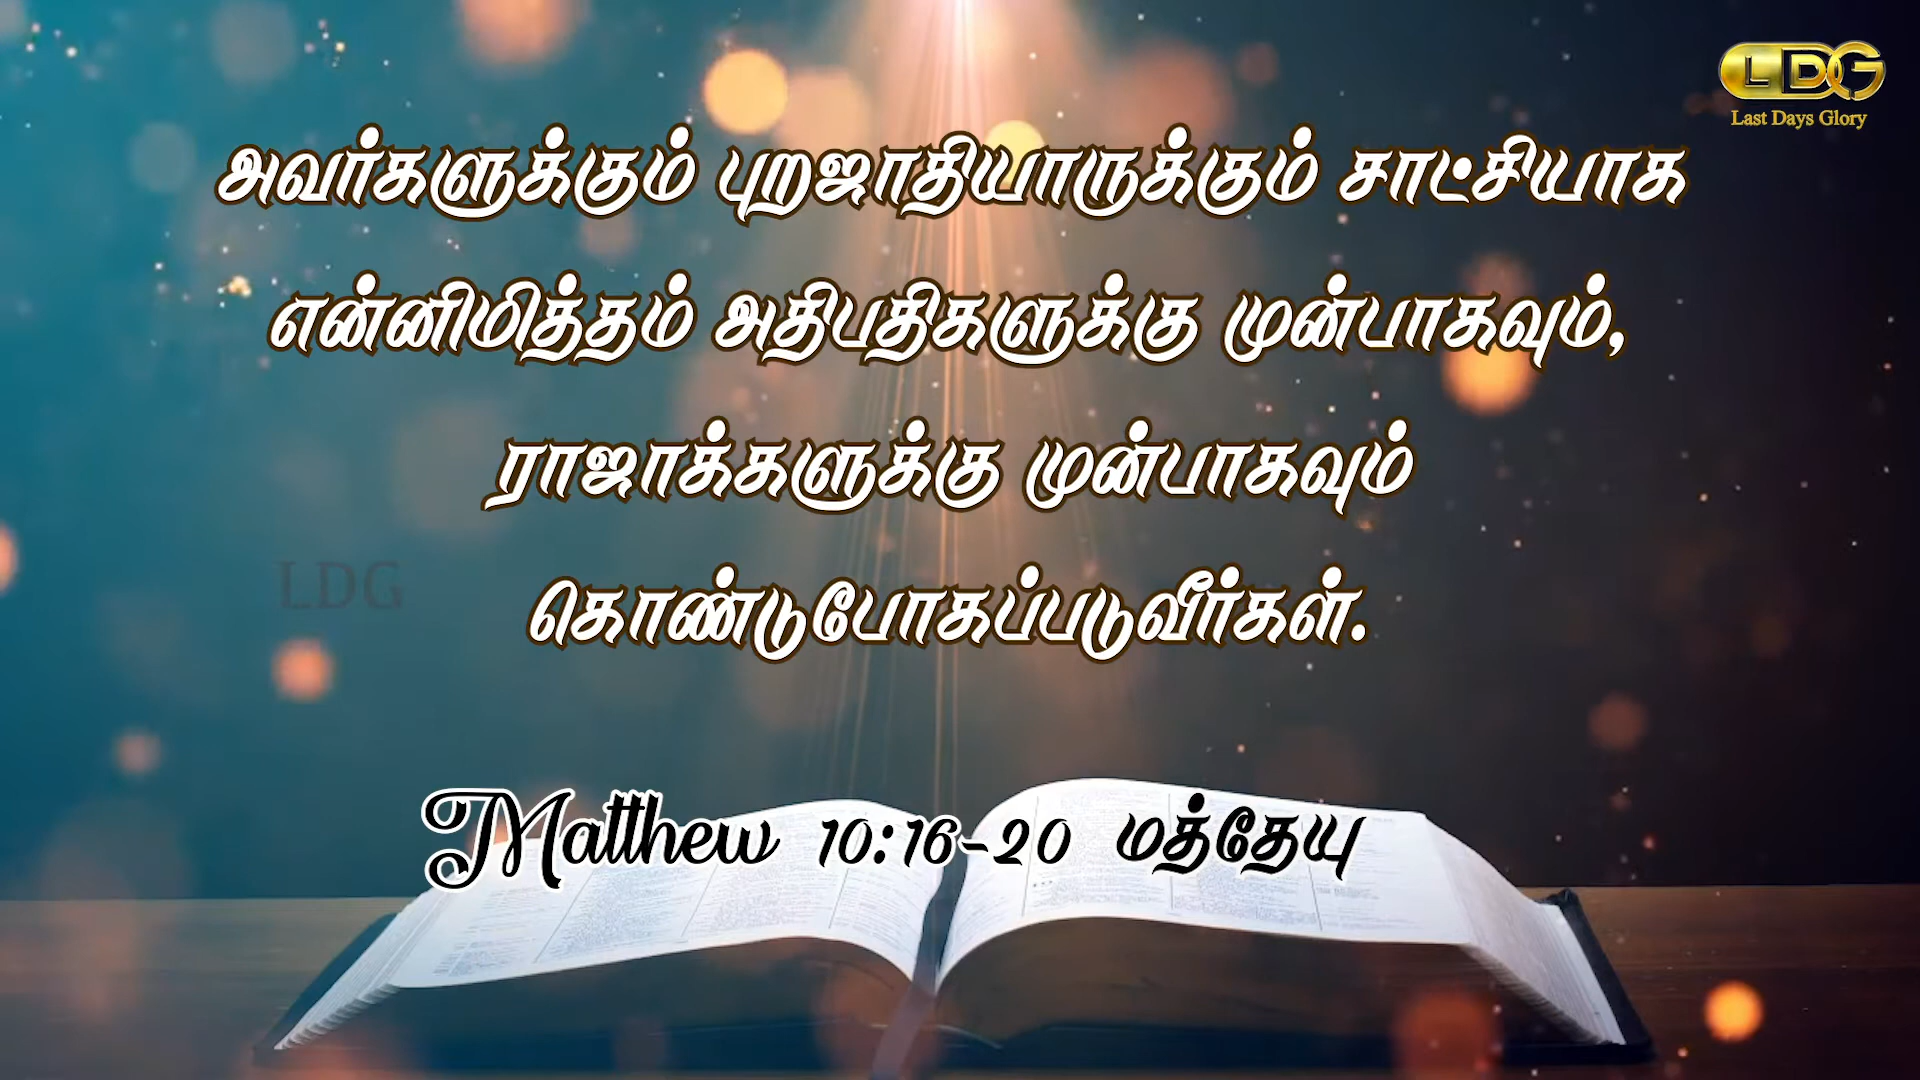 LDG
Last Days Glory
அவர்களுக்கும் புறஜாதியாருக்கும் சாட்சியாக
என்னிமித்தம் அதிபதிகளுக்கு முன்பாகவும்,
ராஜாக்களுக்கு முன்பாகவும்
கொண்டுபோகப்படுவீர்கள்.
LDG
Matthew 10:16-20 மத்தேயு